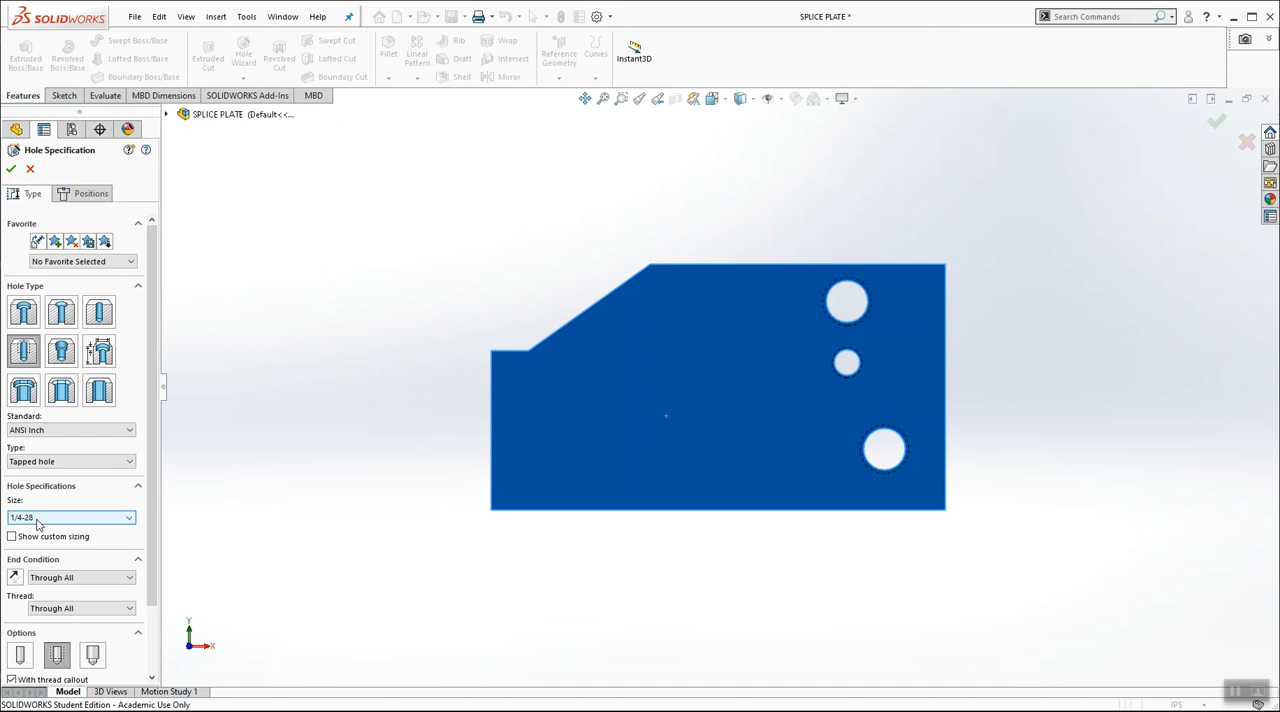 SOLIDWORKS
File
Edit
View
Insert
Tools
Window
Help
SPLICE PLATE *
Search Commands
?
Extruded Boss/Base
Revolved Boss/Base
Swept Boss/Base
Lofted Boss/Base
Boundary Boss/Base
Extruded Cut
Hole Wizard
Revolved Cut
Swept Cut
Lofted Cut
Boundary Cut
Fillet
Linear Pattern
Rib
Draft
Shell
Wrap
Intersect
Mirror
Reference Geometry
Curves
Instant3D
Features
Sketch
Evaluate
MBD Dimensions
SOLIDWORKS Add-Ins
MBD
SPLICE PLATE (Default<<...
Hole Specification
Type
Positions
Favorite
No Favorite Selected
Hole Type
Standard:
ANSI Inch
Type:
Tapped hole
Hole Specifications
Size:
1/4-28
Show custom sizing
End Condition
Through All
Thread:
Through All
Options
With thread callout
Y
X
Model
3D Views
Motion Study 1
SOLIDWORKS Student Edition - Academic Use Only
IPS